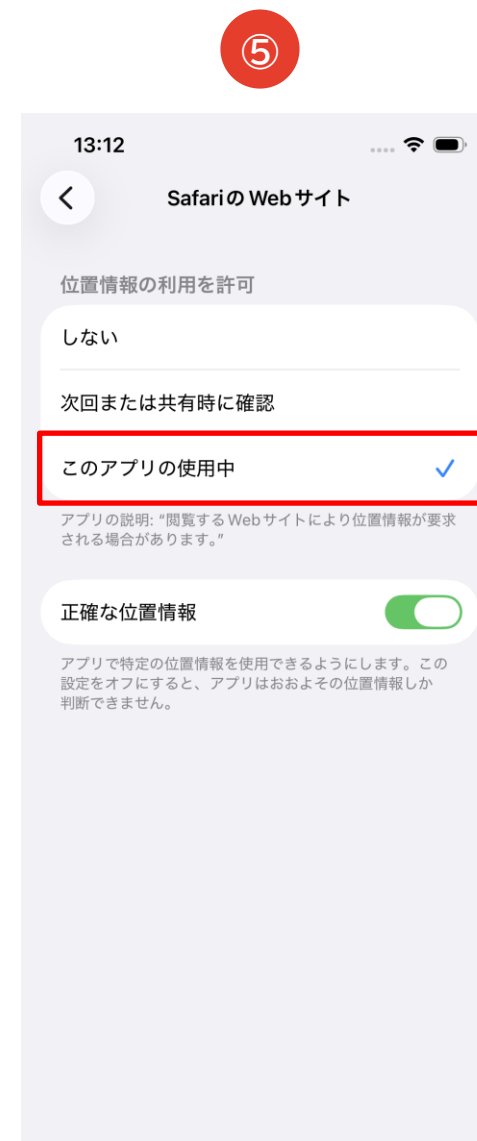 ⑤
13:12
SafariのWebサイト
位置情報の利用を許可
しない
次回または共有時に確認
このアプリの使用中
アプリの説明: “閲覧するWebサイトにより位置情報が要求
される場合があります。”
正確な位置情報
アプリで特定の位置情報を使用できるようにします。この
設定をオフにすると、アプリはおおよその位置情報しか
判断できません。